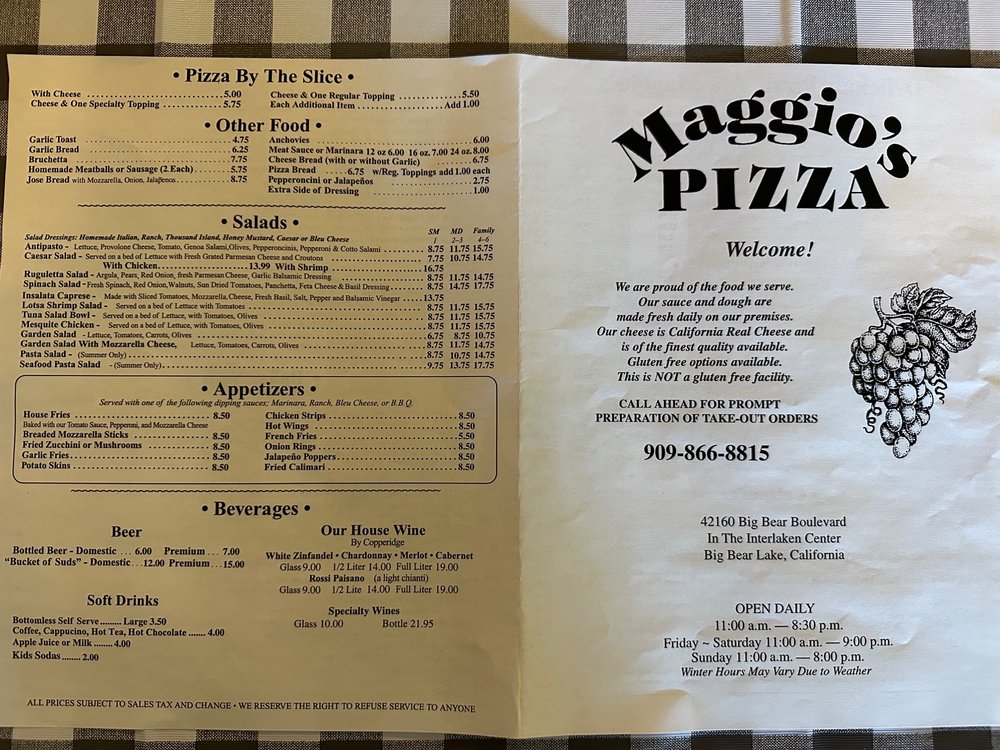 • Pizza By The Slice •
With Cheese ........ 5.00
Cheese & One Specialty Topping ........ 5.75
Cheese & One Regular Topping ........ 5.50
Each Additional Item ........ Add 1.00
• Other Food •
Garlic Toast ........ 4.75
Garlic Bread ........ 6.25
Bruchetta ........ 7.75
Homemade Meatballs or Sausage (2 Each) ........ 5.75
Jose Bread with Mozzarella, Onion, Jalapenos ........ 8.75
Anchovies ........ 6.00
Meat Sauce or Marinara 12 oz 6.00 16 oz. 7.00 24 oz. 8.00
Cheese Bread (with or without Garlic) ........ 6.75
Pizza Bread ..... 6.75 w/Reg. Toppings add 1.00 each
Pepperoncini or Jalapeños ........ 2.75
Extra Side of Dressing ........ 1.00
• Salads •
Salad Dressings: Homemade Italian, Ranch, Thousand Island, Honey Mustard, Caesar or Bleu Cheese
SM MD Family
1 2-3 4-6
Antipasto - Lettuce, Provolone Cheese, Tomato, Genoa Salami, Olives, Pepperoncinis, Pepperoni & Cotto Salami ........ 8.75 11.75 15.75
Caesar Salad - Served on a bed of Lettuce with Fresh Grated Parmesan Cheese and Croutons ........ 7.75 10.75 14.75
With Chicken ........ 13.99 With Shrimp ........ 16.75
Ruguletta Salad - Argula, Pears, Red Onion, fresh Parmesan Cheese, Garlic Balsamic Dressing ........ 8.75 11.75 14.75
Spinach Salad - Fresh Spinach, Red Onion, Walnuts, Sun Dried Tomatoes, Panchetta, Feta Cheese & Basil Dressing ........ 8.75 14.75 17.75
Insalata Caprese - Made with Sliced Tomatoes, Mozzarella, Cheese, Fresh Basil, Salt, Pepper and Balsamic Vinegar ..... 13.75
Lotsa Shrimp Salad - Served on a bed of Lettuce with Tomatoes ........ 8.75 11.75 15.75
Tuna Salad Bowl - Served on a bed of Lettuce, with Tomatoes, Olives ........ 8.75 11.75 15.75
Mesquite Chicken - Served on a bed of Lettuce, with Tomatoes, Olives ........ 8.75 11.75 15.75
Garden Salad - Lettuce, Tomatoes, Carrots, Olives ........ 6.75 8.75 10.75
Garden Salad With Mozzarella Cheese, Lettuce, Tomatoes, Carrots, Olives ........ 8.75 11.75 14.75
Pasta Salad - (Summer Only) ........ 8.75 10.75 14.75
Seafood Pasta Salad - (Summer Only) ........ 9.75 13.75 17.75
• Appetizers •
Served with one of the following dipping sauces; Marinara, Ranch, Bleu Cheese, or B.B.Q.
House Fries ........ 8.50
Baked with our Tomato Sauce, Pepperoni, and Mozzarella Cheese
Breaded Mozzarella Sticks ........ 8.50
Fried Zucchini or Mushrooms ........ 8.50
Garlic Fries ........ 8.50
Potato Skins ........ 8.50
Chicken Strips ........ 8.50
Hot Wings ........ 8.50
French Fries ........ 5.50
Onion Rings ........ 8.50
Jalapeño Poppers ........ 8.50
Fried Calimari ........ 8.50
• Beverages •
Beer
Bottled Beer - Domestic ... 6.00 Premium ... 7.00
"Bucket of Suds" - Domestic ... 12.00 Premium ... 15.00
Soft Drinks
Bottomless Self Serve ......... Large 3.50
Coffee, Cappucino, Hot Tea, Hot Chocolate ....... 4.00
Apple Juice or Milk ....... 4.00
Kids Sodas ........ 2.00
Our House Wine
By Copperidge
White Zinfandel • Chardonnay • Merlot • Cabernet
Glass 9.00 1/2 Liter 14.00 Full Liter 19.00
Rossi Paisano (a light chianti)
Glass 9.00 1/2 Lite 14.00 Full Liter 19.00
Specialty Wines
Glass 10.00 Bottle 21.95
ALL PRICES SUBJECT TO SALES TAX AND CHANGE • WE RESERVE THE RIGHT TO REFUSE SERVICE TO ANYONE
Maggio's
PIZZA
Welcome!
We are proud of the food we serve.
Our sauce and dough are
made fresh daily on our premises.
Our cheese is California Real Cheese and
is of the finest quality available.
Gluten free options available.
This is NOT a gluten free facility.
CALL AHEAD FOR PROMPT
PREPARATION OF TAKE-OUT ORDERS
909-866-8815
42160 Big Bear Boulevard
In The Interlaken Center
Big Bear Lake, California
OPEN DAILY
11:00 a.m. — 8:30 p.m.
Friday ~ Saturday 11:00 a.m. — 9:00 p.m.
Sunday 11:00 a.m. — 8:00 p.m.
Winter Hours May Vary Due to Weather